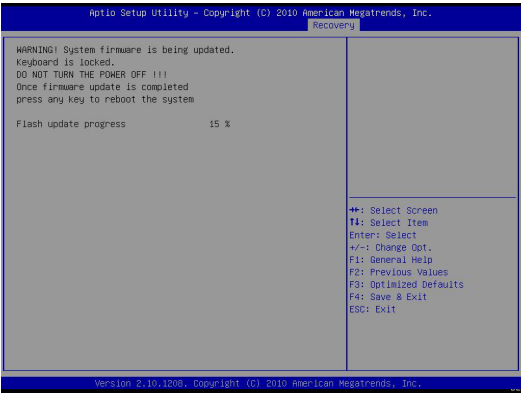 Aptio Setup Utility – Copyright (C) 2010 American Megatrends, Inc.
Recovery
WARNING! System firmware is being updated.
Keyboard is locked.
DO NOT TURN THE POWER OFF !!!
Once firmware update is completed
press any key to reboot the system
Flash update progress 15 %
→←: Select Screen
↑↓: Select Item
Enter: Select
+/-: Change Opt.
F1: General Help
F2: Previous Values
F3: Optimized Defaults
F4: Save & Exit
ESC: Exit
Version 2.10.1208. Copyright (C) 2010 American Megatrends, Inc.